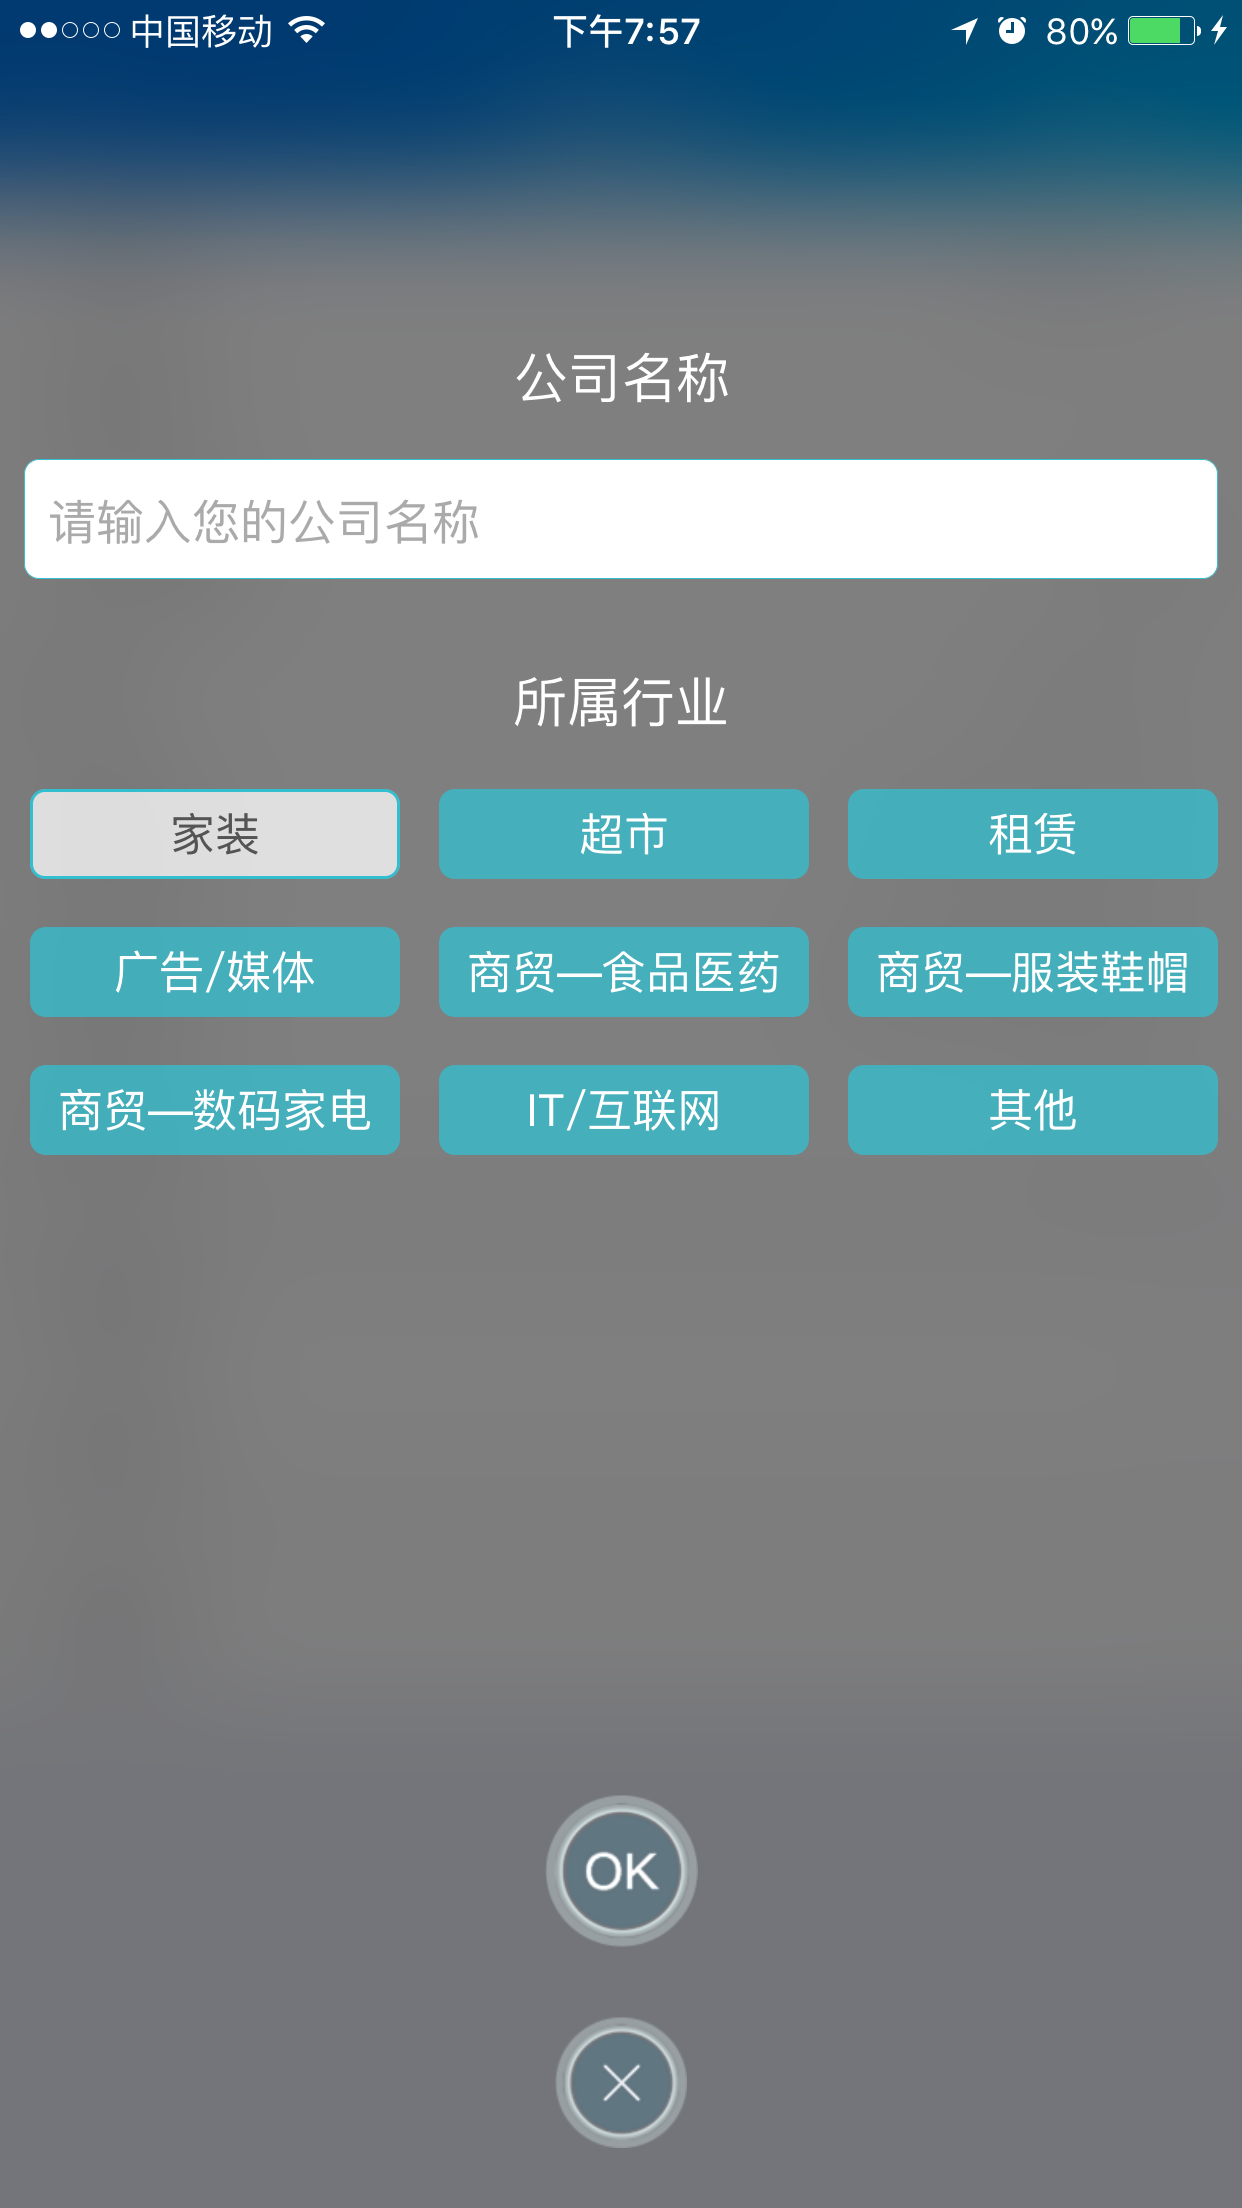 中国移动 下午7:57 80%
公司名称
请输入您的公司名称
所属行业
家装 超市 租赁
广告/媒体 商贸—食品医药 商贸—服装鞋帽
商贸—数码家电 IT/互联网 其他
OK